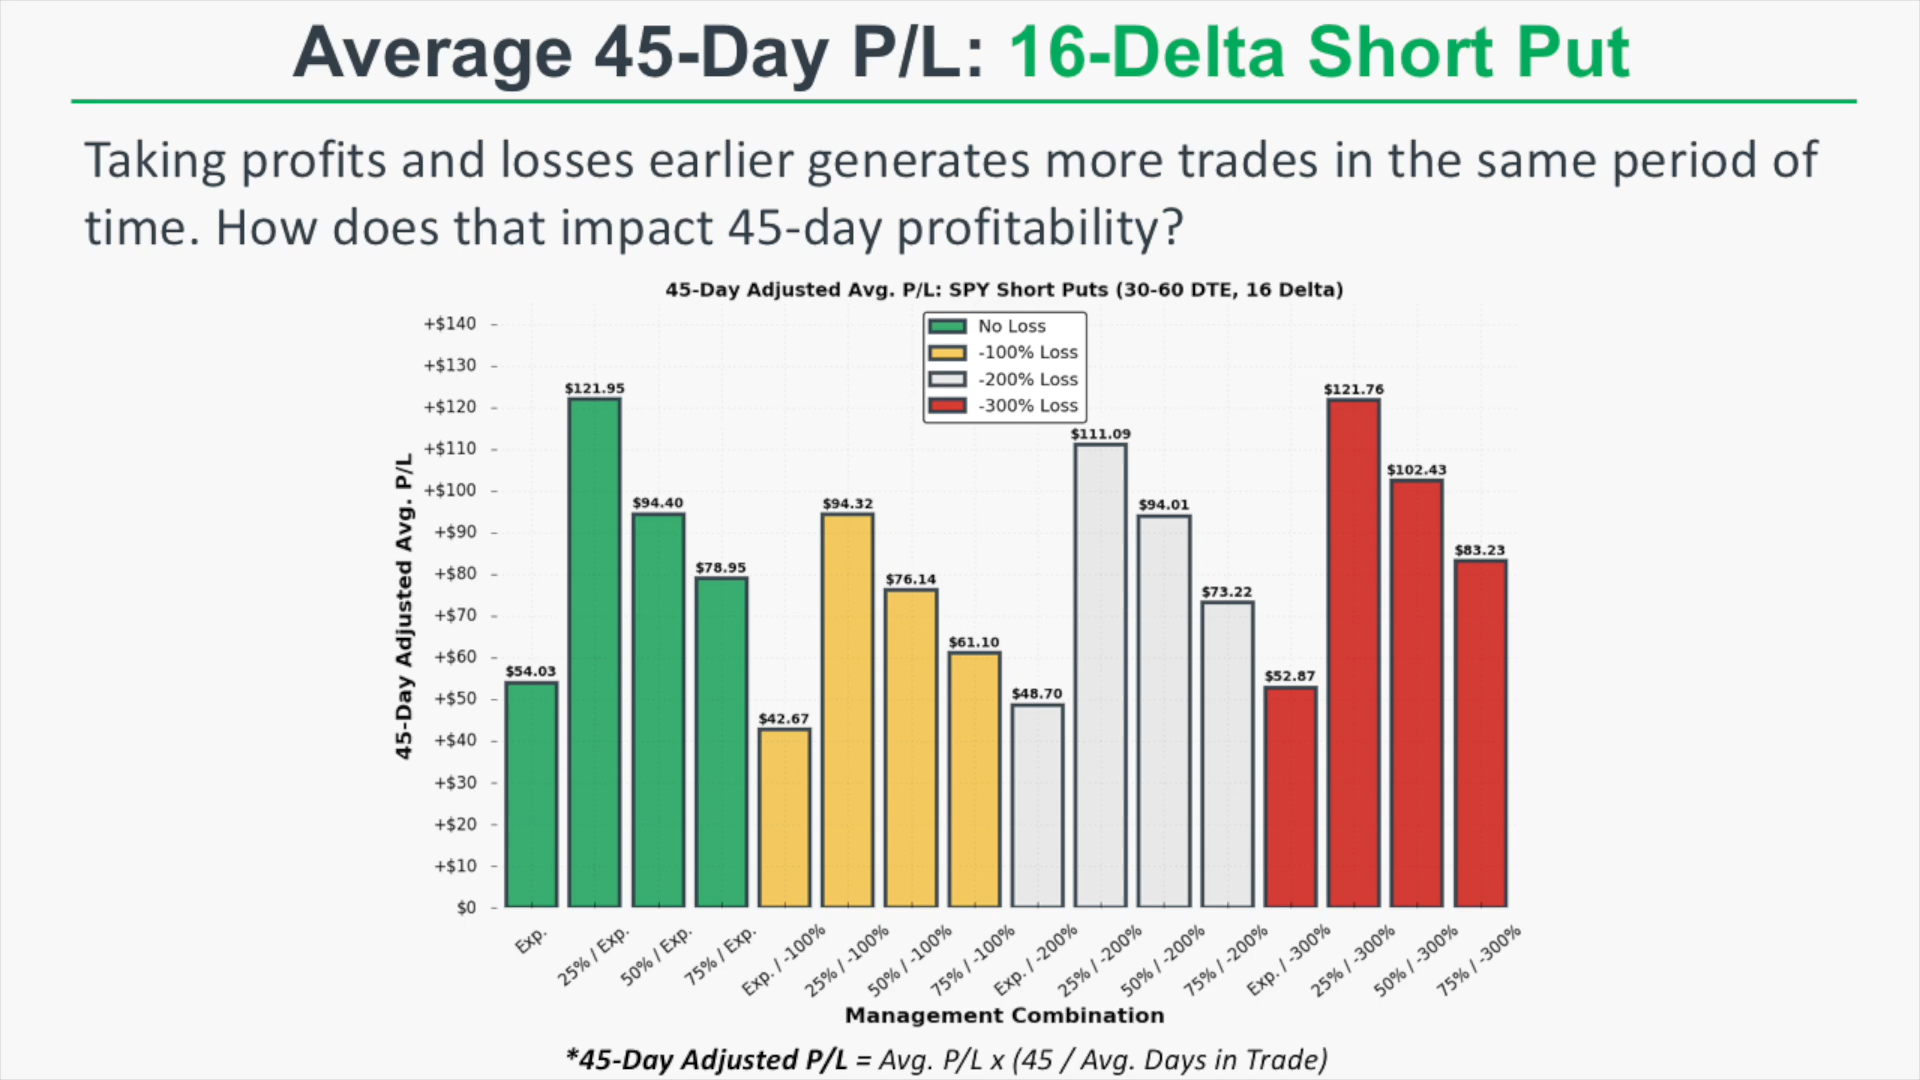 Average 45-Day P/L: 16-Delta Short Put
Taking profits and losses earlier generates more trades in the same period of
time. How does that impact 45-day profitability?
45-Day Adjusted Avg. P/L: SPY Short Puts (30-60 DTE, 16 Delta)
No Loss
-100% Loss
-200% Loss
-300% Loss
45-Day Adjusted Avg. P/L
+$140
+$130
+$120
+$110
+$100
+$90
+$80
+$70
+$60
+$50
+$40
+$30
+$20
+$10
$0
$54.03
$121.95
$94.40
$78.95
$42.67
$94.32
$76.14
$61.10
$48.70
$111.09
$94.01
$73.22
$52.87
$121.76
$102.43
$83.23
Exp.
25% / Exp.
50% / Exp.
75% / Exp.
Exp. / -100%
25% / -100%
50% / -100%
75% / -100%
Exp. / -200%
25% / -200%
50% / -200%
75% / -200%
Exp. / -300%
25% / -300%
50% / -300%
75% / -300%
Management Combination
*45-Day Adjusted P/L = Avg. P/L x (45 / Avg. Days in Trade)